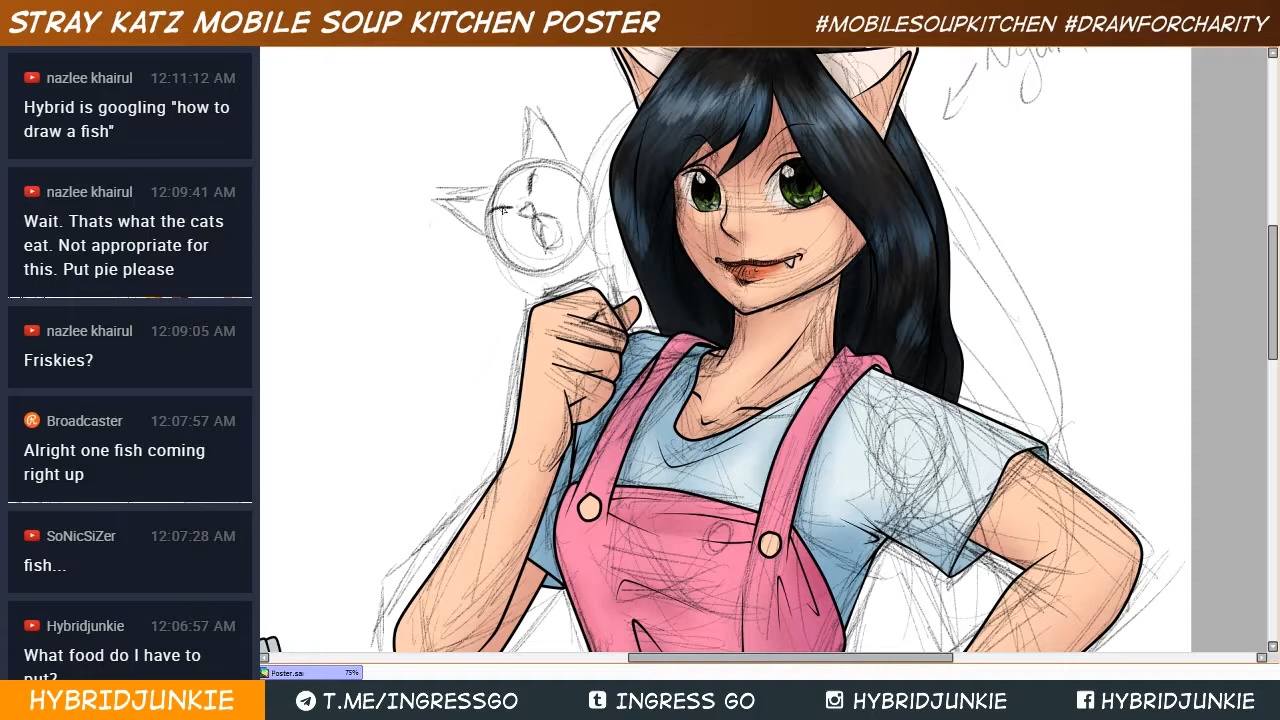 STRAY KATZ MOBILE SOUP KITCHEN POSTER
#MOBILESOUPKITCHEN #DRAWFORCHARITY
nazlee khairul 12:11:12 AM
Hybrid is googling "how to
draw a fish"
nazlee khairul 12:09:41 AM
Wait. Thats what the cats
eat. Not appropriate for
this. Put pie please
nazlee khairul 12:09:05 AM
Friskies?
Broadcaster 12:07:57 AM
Alright one fish coming
right up
SoNicSiZer 12:07:28 AM
fish...
Hybridjunkie 12:06:57 AM
What food do I have to
put?
Poster.sai 75%
HYBRIDJUNKIE
T.ME/INGRESSGO
INGRESS GO
HYBRIDJUNKIE
HYBRIDJUNKIE